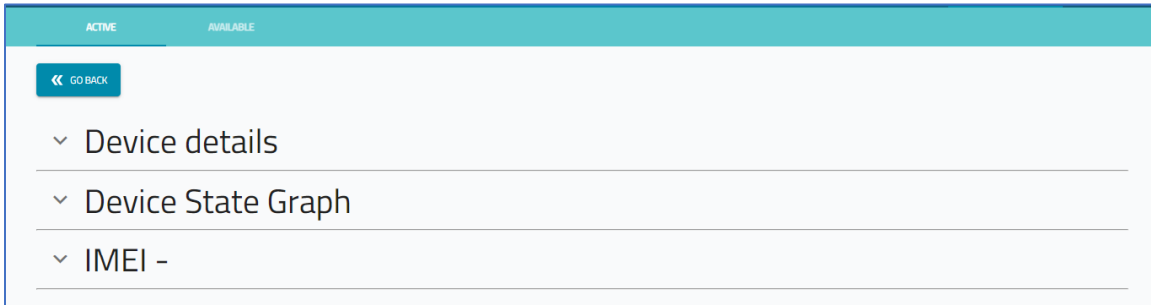 ACTIVE AVAILABLE
GO BACK
Device details
Device State Graph
IMEI -